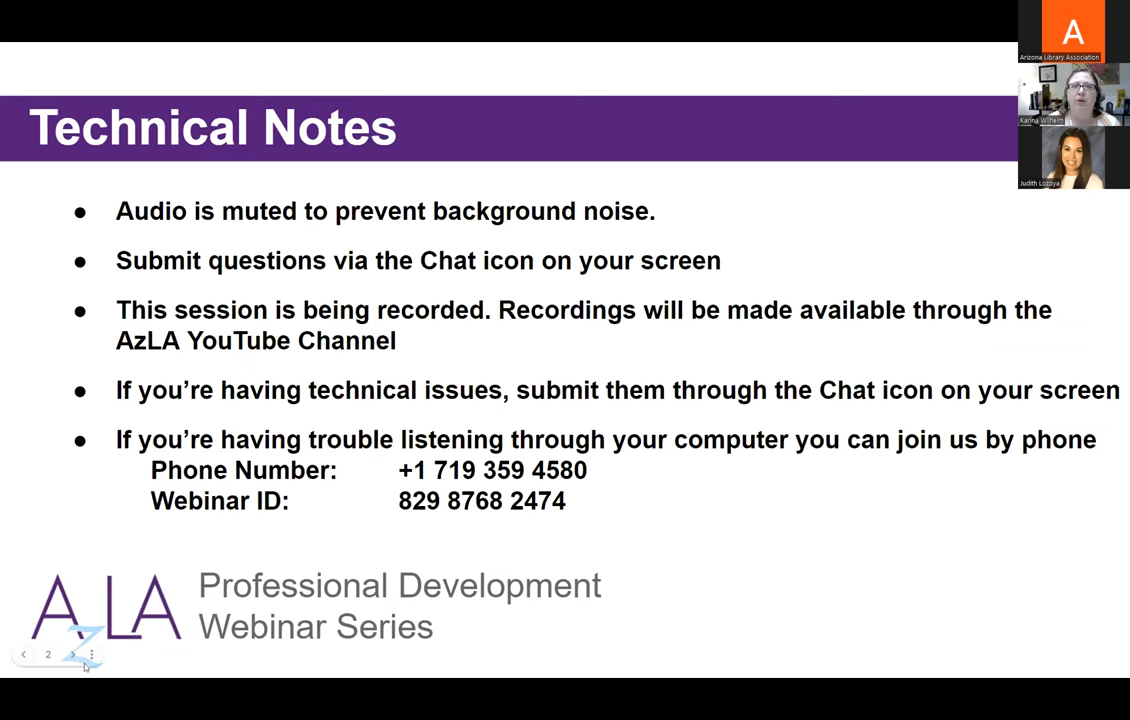 A
Arizona Library Association
Technical Notes
Karina Wilhelm
Judith Lozoya
● Audio is muted to prevent background noise.
● Submit questions via the Chat icon on your screen
● This session is being recorded. Recordings will be made available through the
AzLA YouTube Channel
● If you’re having technical issues, submit them through the Chat icon on your screen
● If you’re having trouble listening through your computer you can join us by phone
Phone Number: +1 719 359 4580
Webinar ID: 829 8768 2474
AzLA
Professional Development
Webinar Series
2